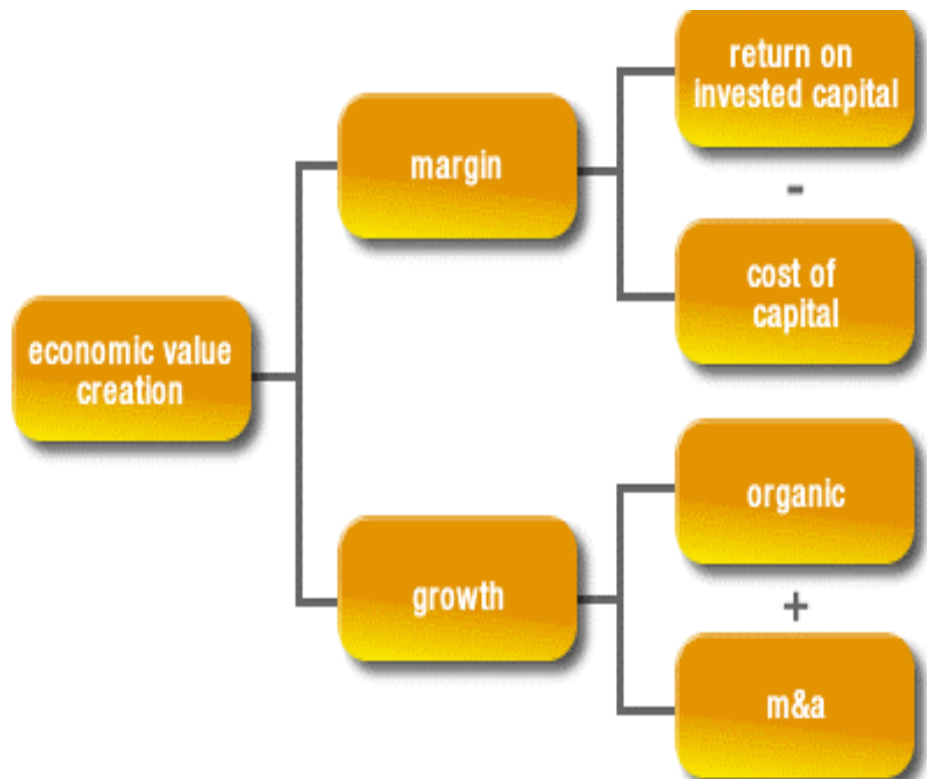 return on
invested capital
margin
-
cost of
capital
economic value
creation
organic
growth
+
m&a